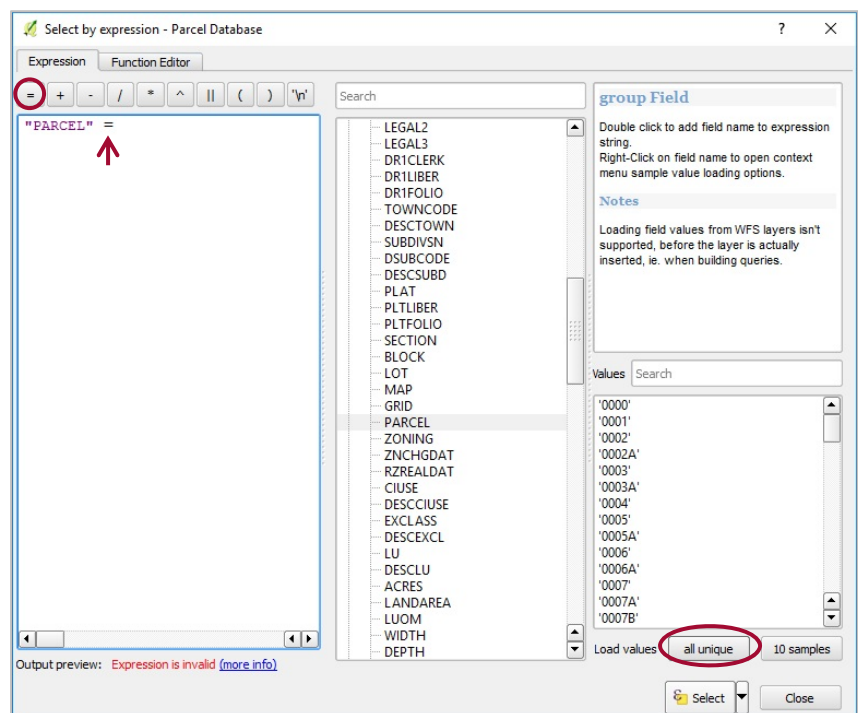 Select by expression - Parcel Database ? ×
Expression Function Editor
= + - / * ^ || ( ) '\n'
"PARCEL" =
Output preview: Expression is invalid (more info)
Search
LEGAL2
LEGAL3
DR1CLERK
DR1LIBER
DR1FOLIO
TOWNCODE
DESCTOWN
SUBDIVSN
DSUBCODE
DESCSUBD
PLAT
PLTLIBER
PLTFOLIO
SECTION
BLOCK
LOT
MAP
GRID
PARCEL
ZONING
ZNCHGDAT
RZREALDAT
CIUSE
DESCCIUSE
EXCLASS
DESCEXCL
LU
DESCLU
ACRES
LANDAREA
LUOM
WIDTH
DEPTH
group Field
Double click to add field name to expression
string.
Right-Click on field name to open context
menu sample value loading options.
Notes
Loading field values from WFS layers isn't
supported, before the layer is actually
inserted, ie. when building queries.
Values Search
'0000'
'0001'
'0002'
'0002A'
'0003'
'0003A'
'0004'
'0005'
'0005A'
'0006'
'0006A'
'0007'
'0007A'
'0007B'
Load values all unique 10 samples
Select Close